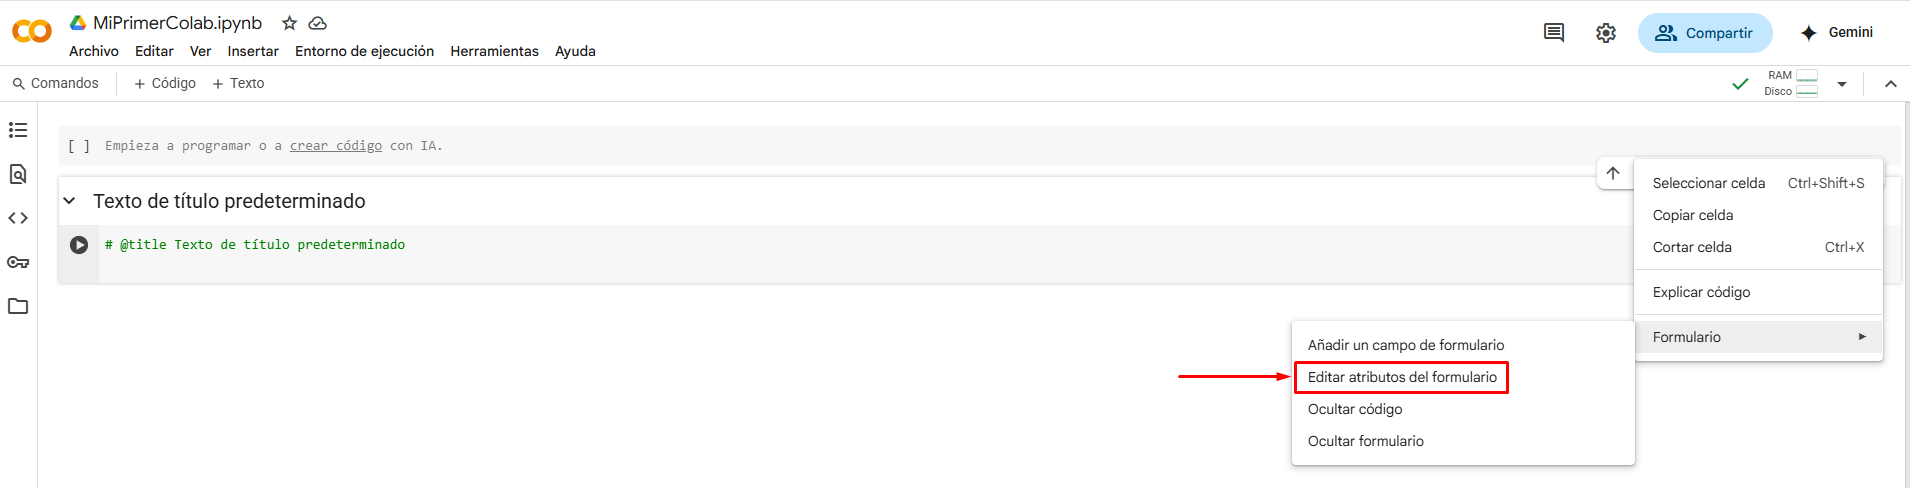 MiPrimerColab.ipynb
Archivo Editar Ver Insertar Entorno de ejecución Herramientas Ayuda
Compartir
Gemini
Comandos + Código + Texto
RAM
Disco
[ ] Empieza a programar o a crear código con IA.
Texto de título predeterminado
# @title Texto de título predeterminado
Seleccionar celda Ctrl+Shift+S
Copiar celda
Cortar celda Ctrl+X
Explicar código
Formulario
Añadir un campo de formulario
Editar atributos del formulario
Ocultar código
Ocultar formulario